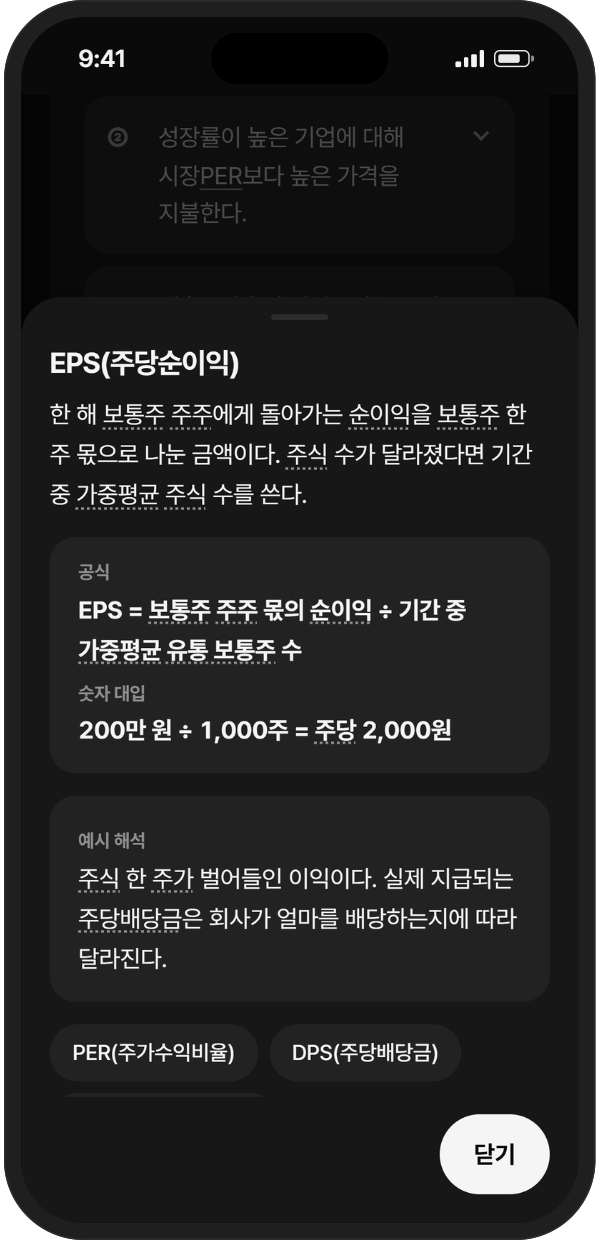 9:41
② 성장률이 높은 기업에 대해
시장PER보다 높은 가격을
지불한다.
EPS(주당순이익)
한 해 보통주 주주에게 돌아가는 순이익을 보통주 한
주 몫으로 나눈 금액이다. 주식 수가 달라졌다면 기간
중 가중평균 주식 수를 쓴다.
공식
EPS = 보통주 주주 몫의 순이익 ÷ 기간 중
가중평균 유통 보통주 수
숫자 대입
200만 원 ÷ 1,000주 = 주당 2,000원
예시 해석
주식 한 주가 벌어들인 이익이다. 실제 지급되는
주당배당금은 회사가 얼마를 배당하는지에 따라
달라진다.
PER(주가수익비율) DPS(주당배당금)
닫기